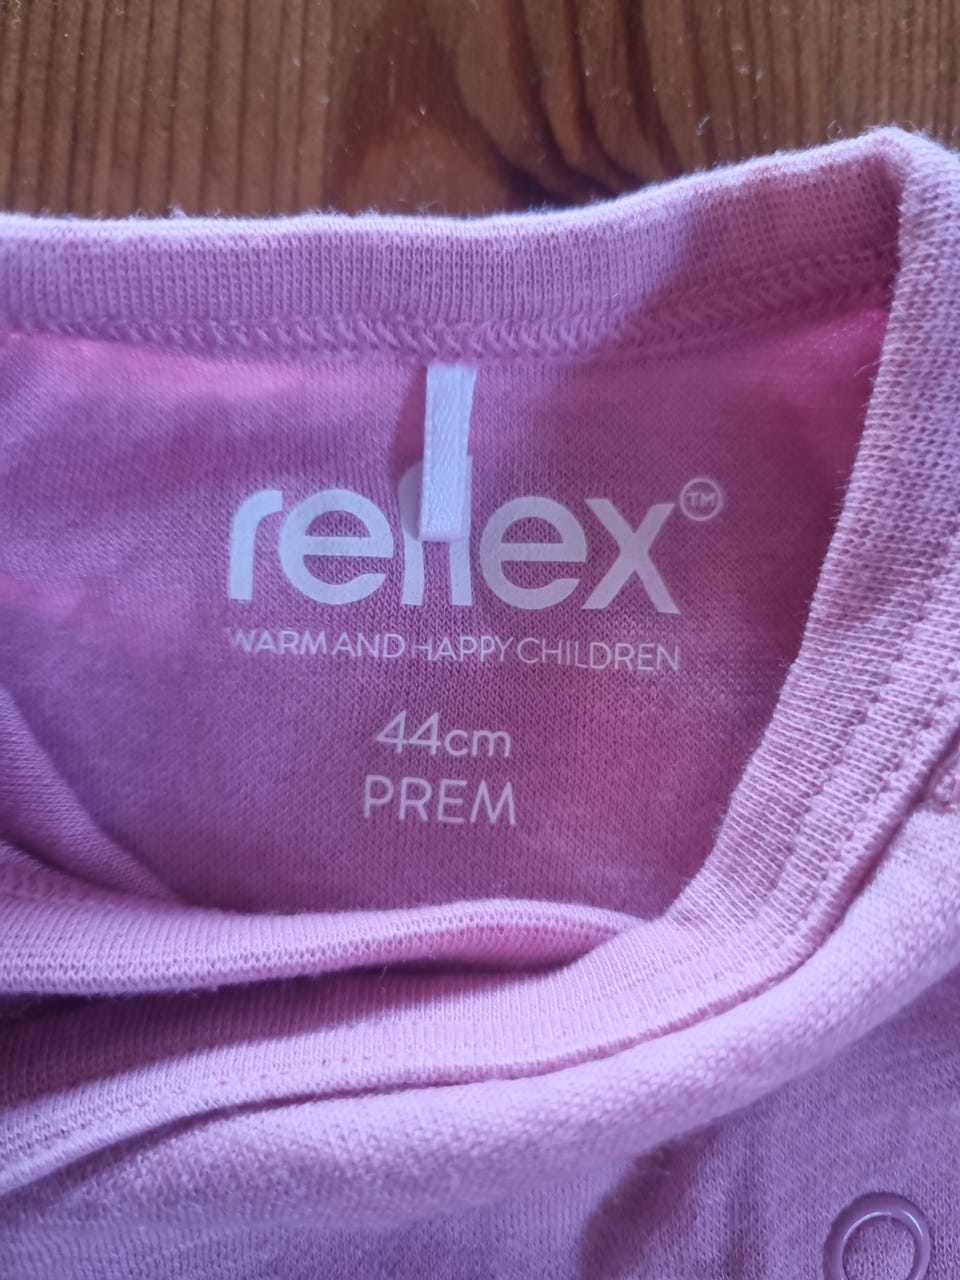 reflex™
WARM AND HAPPY CHILDREN
44cm
PREM